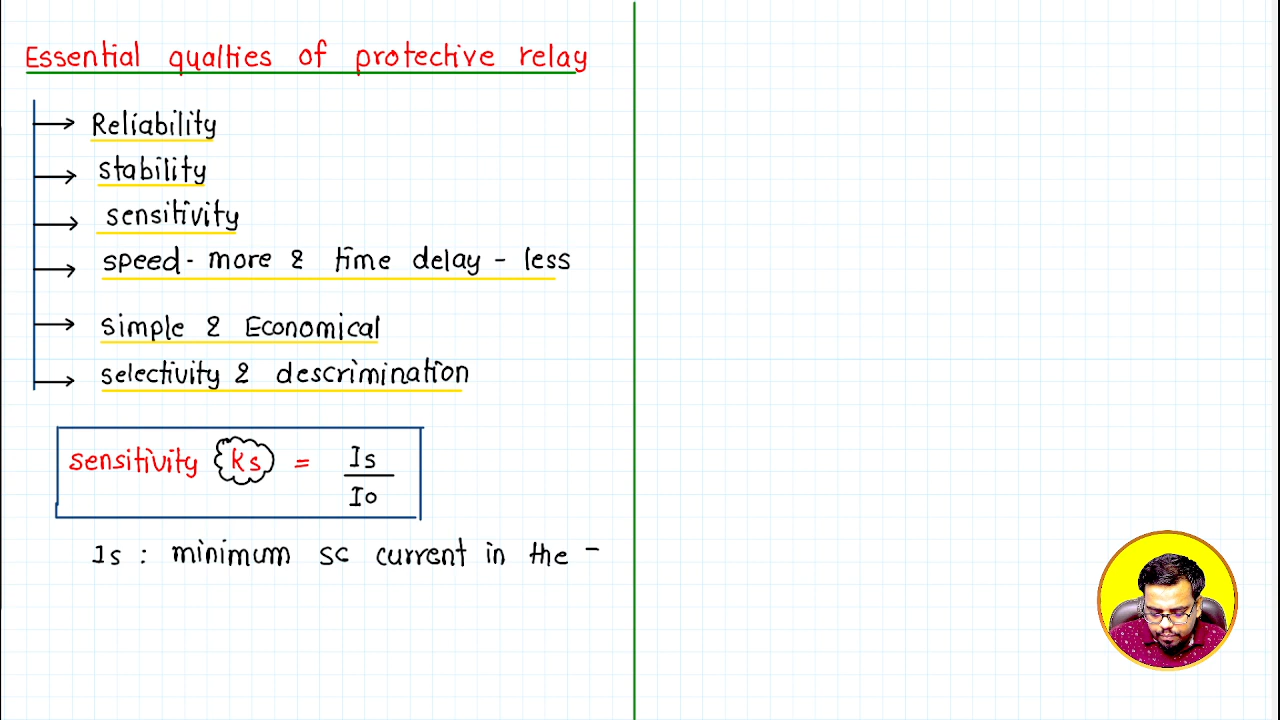 Essential qualties of protective relay
Reliability
stability
sensitivity
speed - more & time delay - less
simple & Economical
selectivity & descrimination
sensitivity Ks = Is / Io
Is : minimum sc current in the -